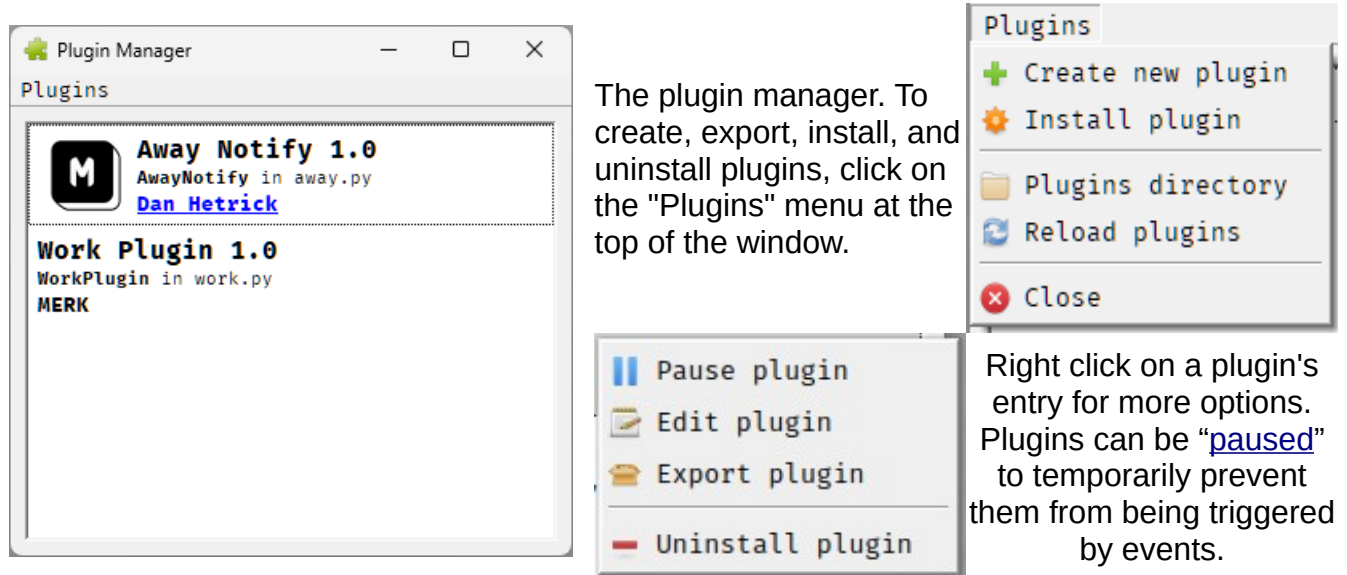 Plugin Manager
Plugins
M
Away Notify 1.0
AwayNotify in away.py
Dan Hetrick
Work Plugin 1.0
WorkPlugin in work.py
MERK
The plugin manager. To
create, export, install, and
uninstall plugins, click on
the "Plugins" menu at the
top of the window.
Plugins
Create new plugin
Install plugin
Plugins directory
Reload plugins
Close
Pause plugin
Edit plugin
Export plugin
Uninstall plugin
Right click on a plugin's
entry for more options.
Plugins can be “paused”
to temporarily prevent
them from being triggered
by events.